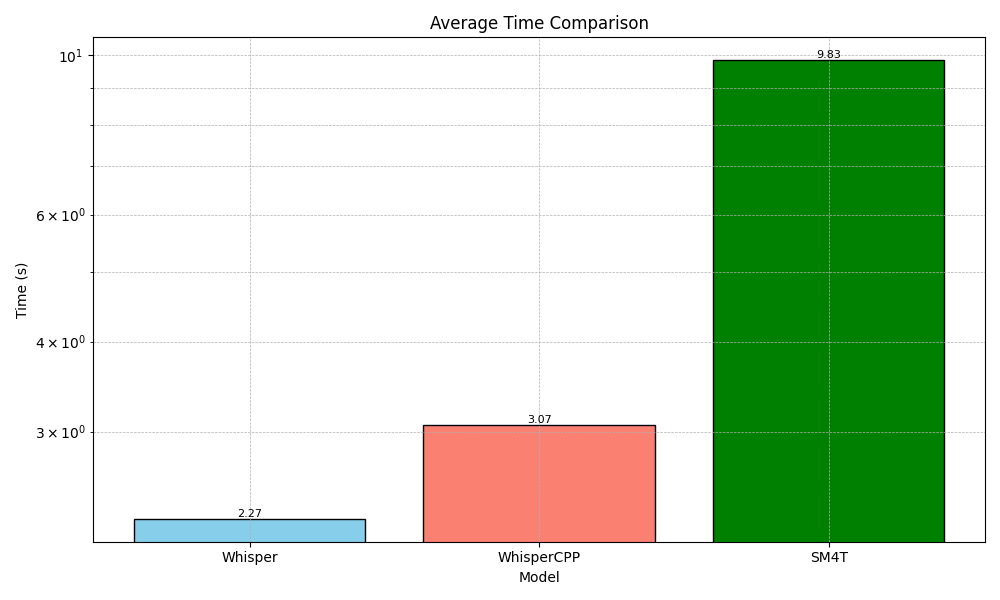 Average Time Comparison
10¹
9.83
6 × 10⁰
Time (s)
4 × 10⁰
3.07
3 × 10⁰
2.27
Whisper WhisperCPP SM4T
Model